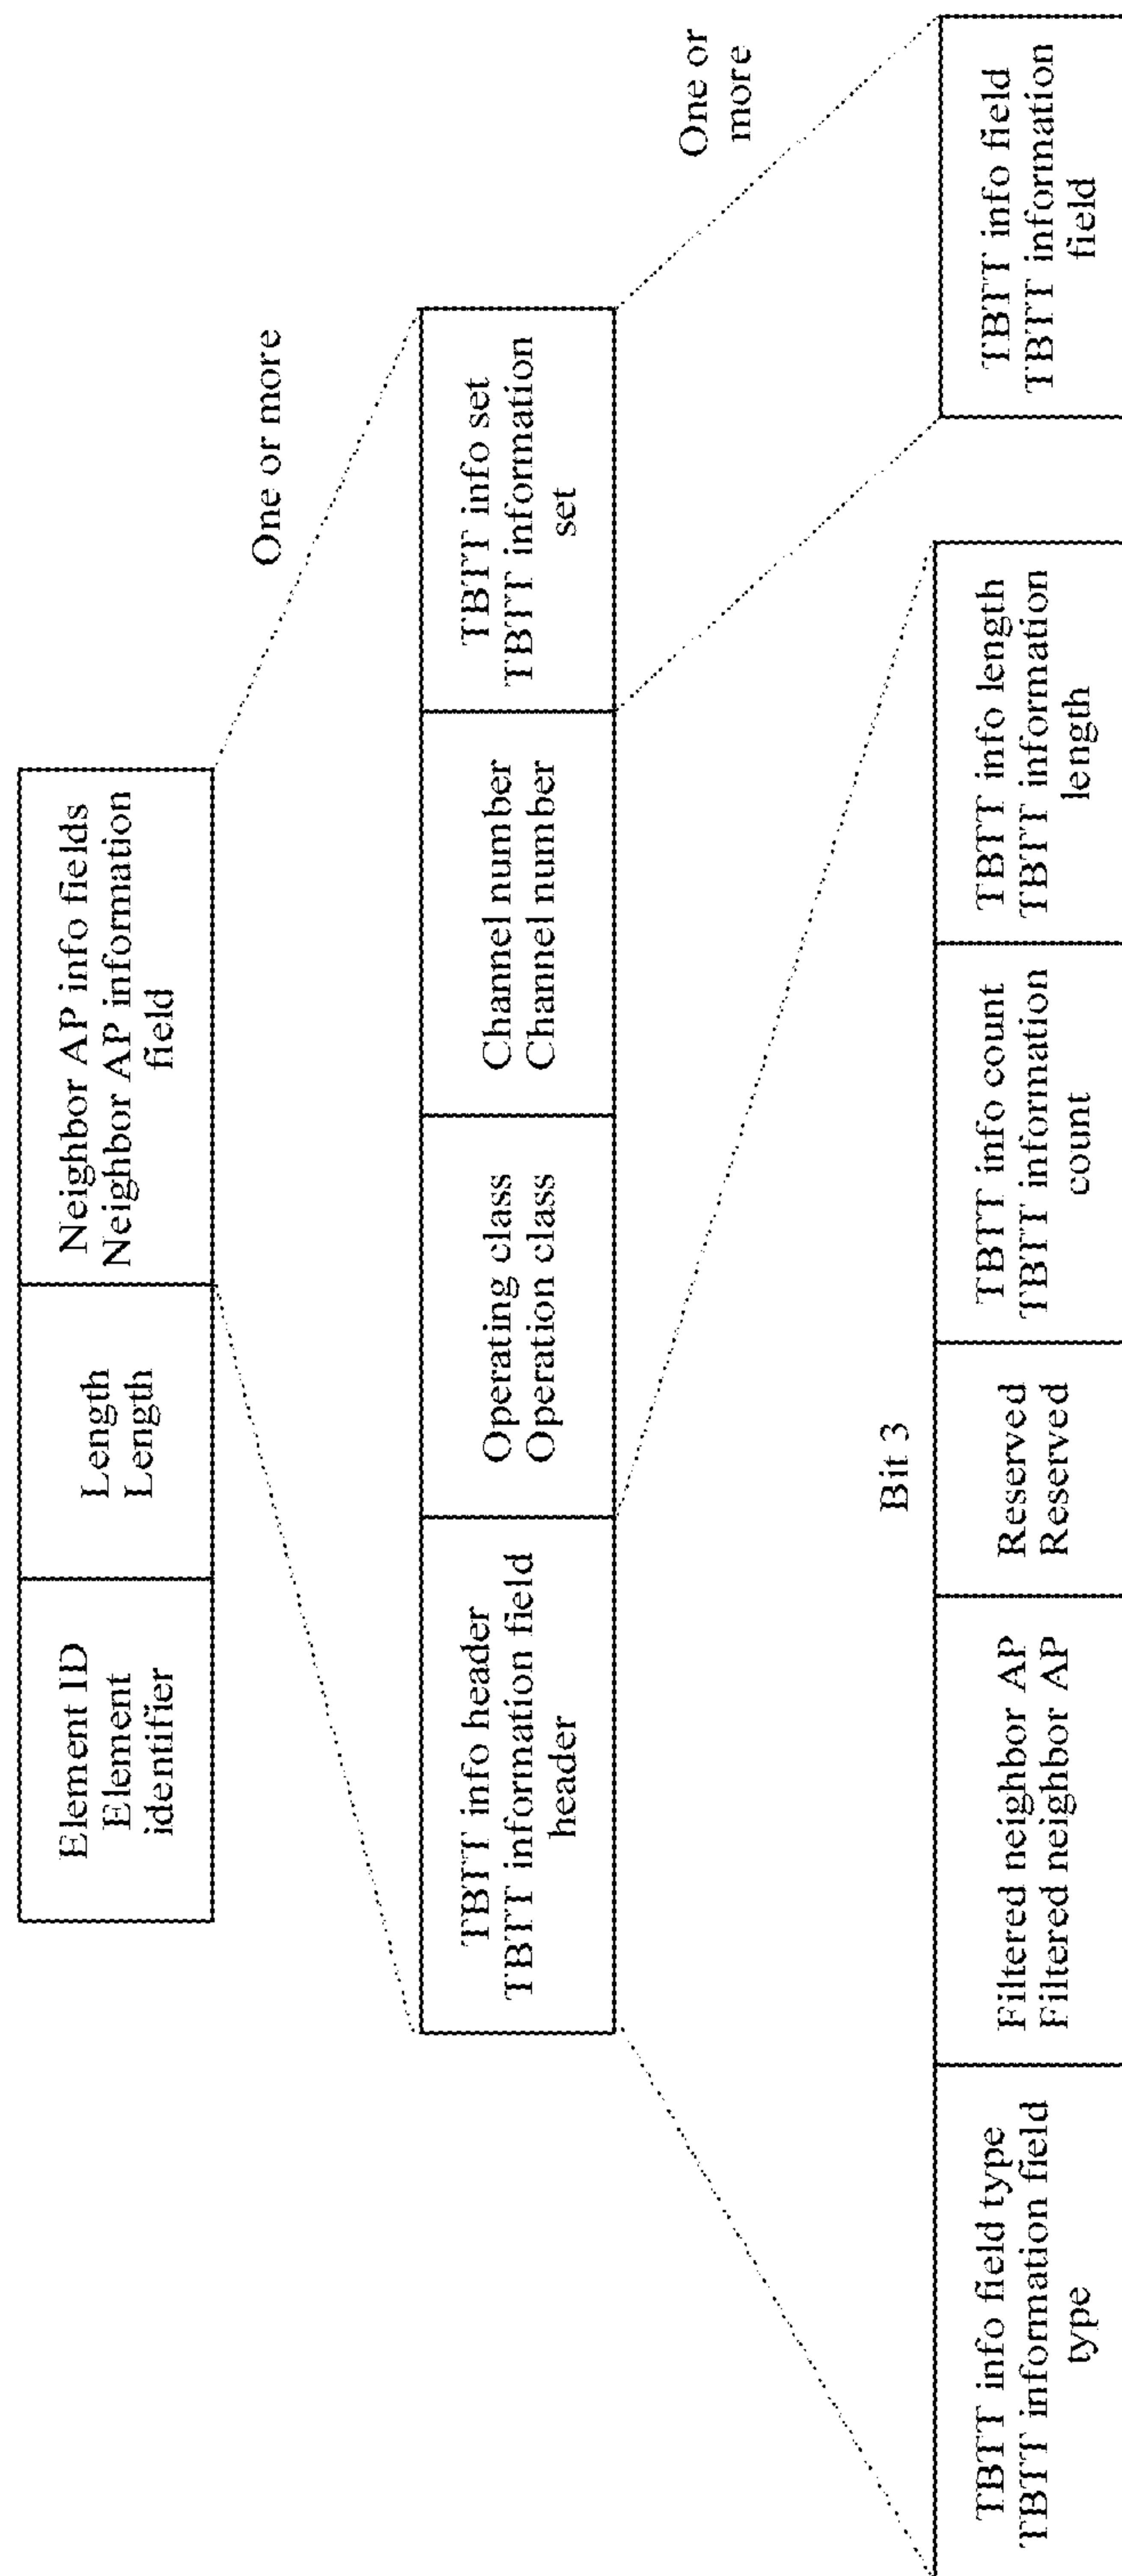 Element ID
Element
identifier
Length
Length
Neighbor AP info fields
Neighbor AP information
field
One or more
TBTT info header
TBTT information field
header
Operating class
Operation class
Channel number
Channel number
TBTT info set
TBTT information
set
One or
more
Bit 3
TBTT info field type
TBTT information field
type
Filtered neighbor AP
Filtered neighbor AP
Reserved
Reserved
TBTT info count
TBTT information
count
TBTT info length
TBTT information
length
TBTT info field
TBTT information
field